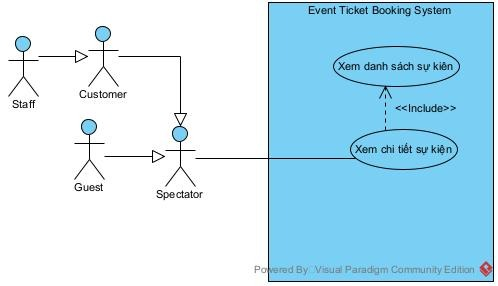 Event Ticket Booking System
Xem danh sách sự kiên
Staff
Customer
<<Include>>
Xem chi tiết sự kiện
Guest
Spectator
Powered By Visual Paradigm Community Edition